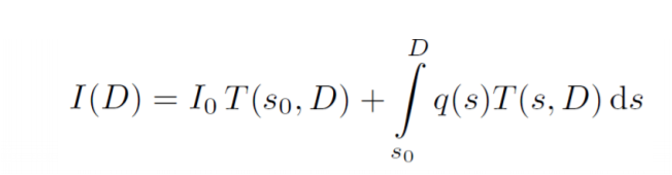 I(D) = I₀ T(s₀, D) + ∫_{s₀}^{D} q(s)T(s, D) ds